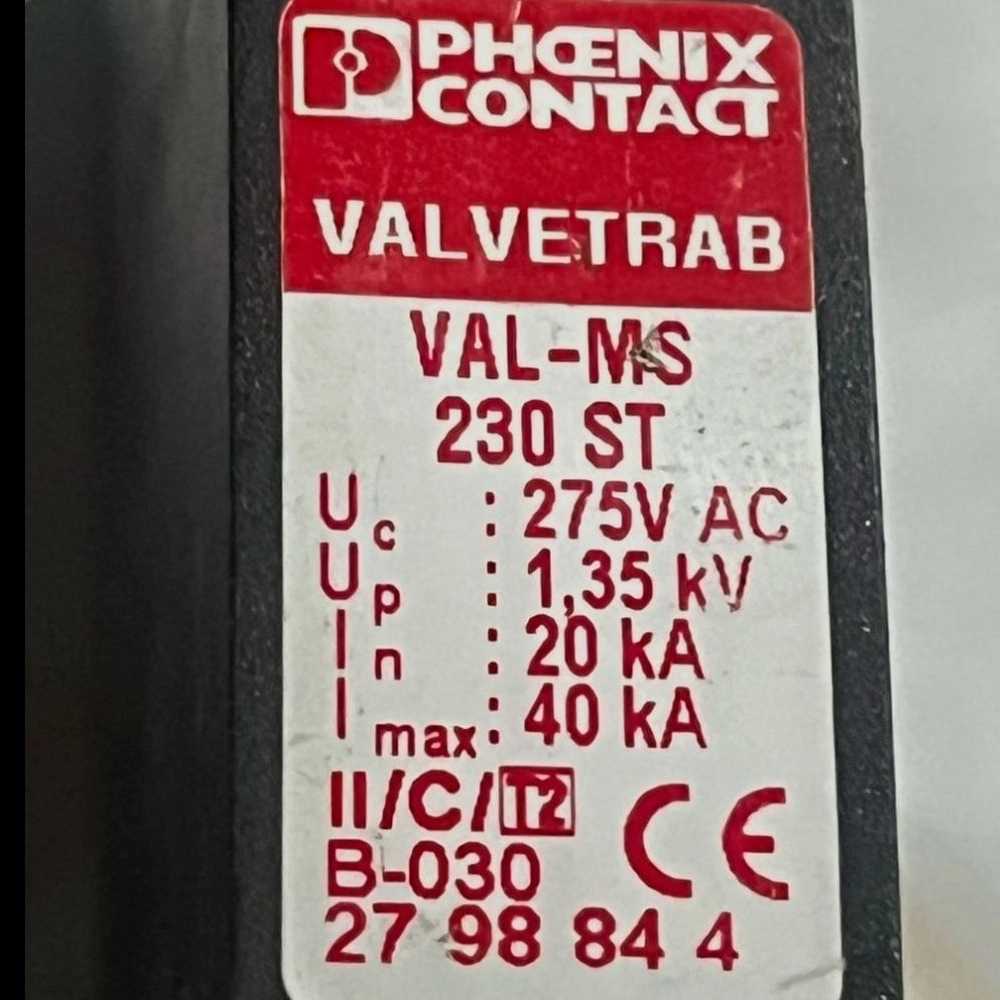 PHŒNIX
CONTACT
VALVETRAB
VAL-MS
230 ST
Uc : 275V AC
Up : 1,35 kV
In : 20 kA
Imax : 40 kA
II/C/T2
CE
B-030
27 98 84 4